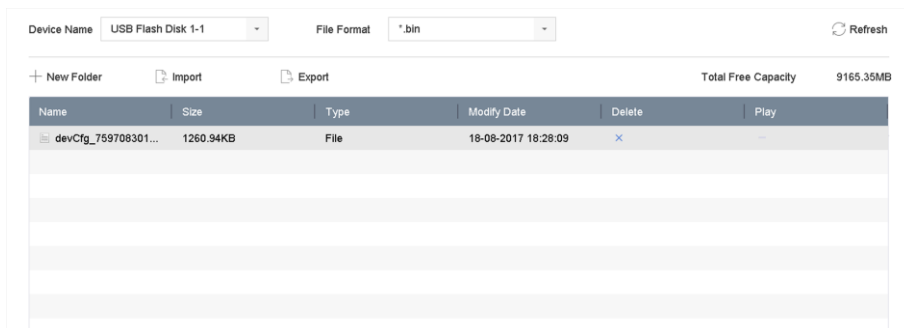 Device Name USB Flash Disk 1-1 File Format *.bin Refresh
New Folder Import Export Total Free Capacity 9165.35MB
Name Size Type Modify Date Delete Play
devCfg_759708301... 1260.94KB File 18-08-2017 18:28:09